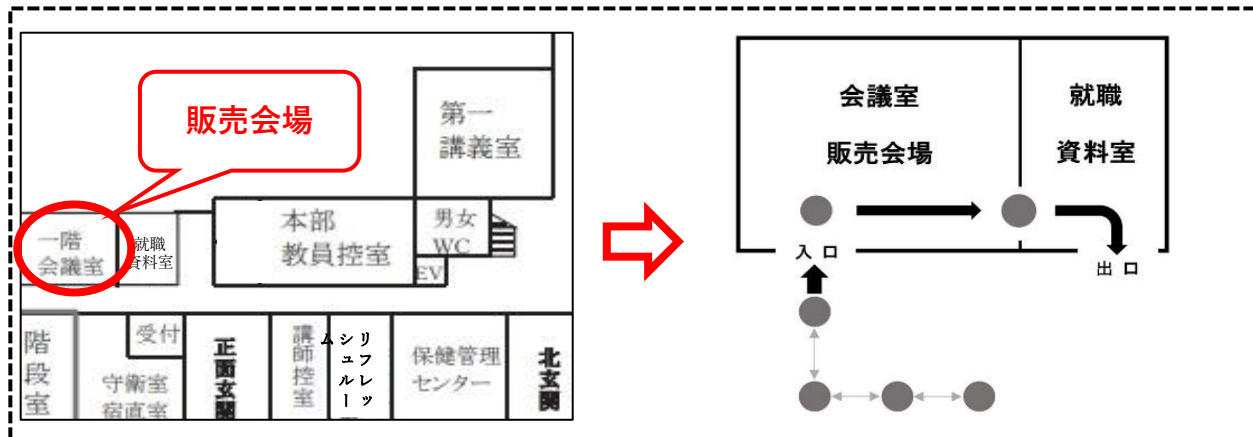 販売会場
第一
講義室
一階
会議室
就職
資料室
本部
教員控室
男女
WC
EV
階
段
室
受付
守衛室
宿直室
正面玄関
講師控室
リフレッ
シュルー
ム
保健管理
センター
北玄関
会議室
販売会場
就職
資料室
入口
出口